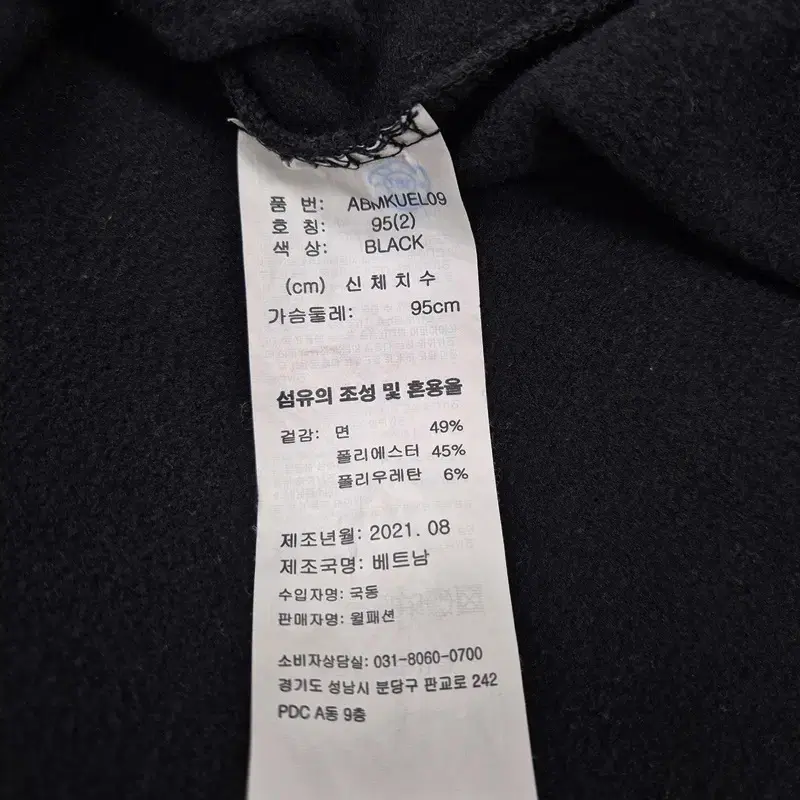 품 번: ABMKUEL09
호 칭: 95(2)
색 상: BLACK
(cm) 신체치수
가슴둘레: 95cm
섬유의 조성 및 혼용율
겉감: 면 49%
폴리에스터 45%
폴리우레탄 6%
제조년월: 2021. 08
제조국명: 베트남
수입자명: 국동
판매자명: 월패션
소비자상담실: 031-8060-0700
경기도 성남시 분당구 판교로 242
PDC A동 9층